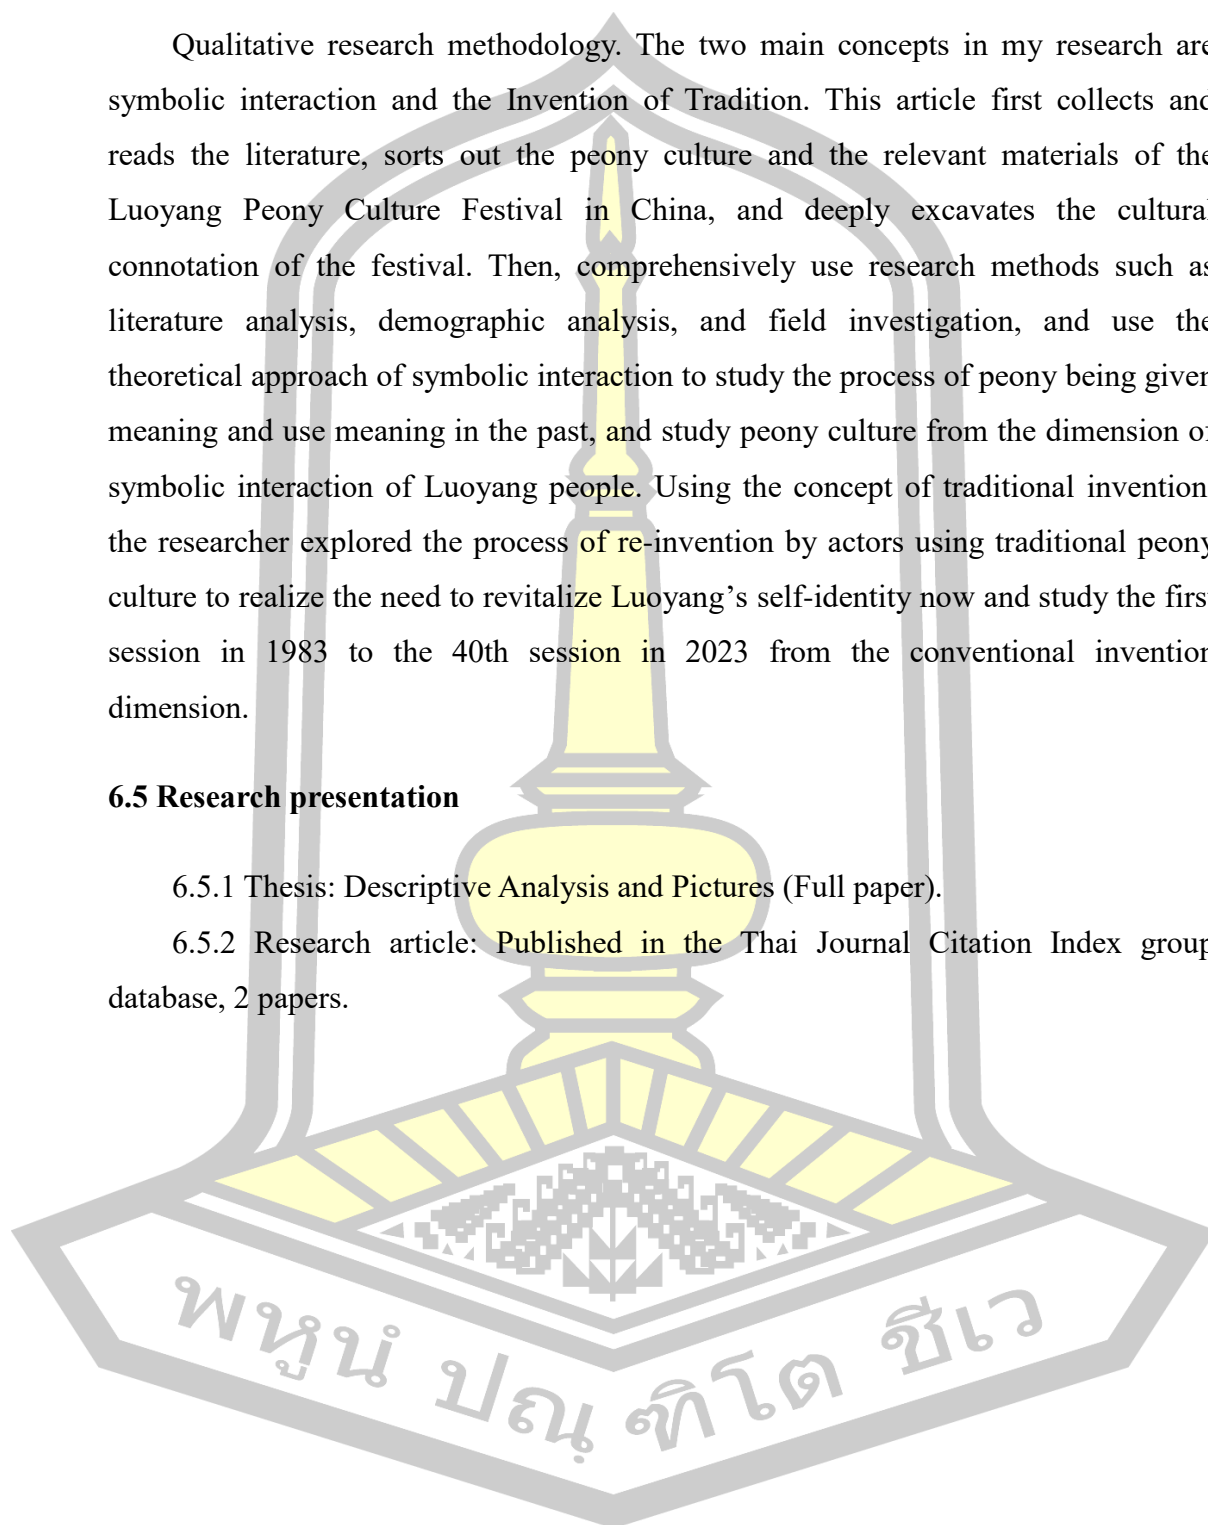 Qualitative research methodology. The two main concepts in my research are
symbolic interaction and the Invention of Tradition. This article first collects and
reads the literature, sorts out the peony culture and the relevant materials of the
Luoyang Peony Culture Festival in China, and deeply excavates the cultural
connotation of the festival. Then, comprehensively use research methods such as
literature analysis, demographic analysis, and field investigation, and use the
theoretical approach of symbolic interaction to study the process of peony being given
meaning and use meaning in the past, and study peony culture from the dimension of
symbolic interaction of Luoyang people. Using the concept of traditional invention,
the researcher explored the process of re-invention by actors using traditional peony
culture to realize the need to revitalize Luoyang’s self-identity now and study the first
session in 1983 to the 40th session in 2023 from the conventional invention
dimension.
6.5 Research presentation
6.5.1 Thesis: Descriptive Analysis and Pictures (Full paper).
6.5.2 Research article: Published in the Thai Journal Citation Index group
database, 2 papers.
พหูนํ ปณฺฑิโต ชีเว